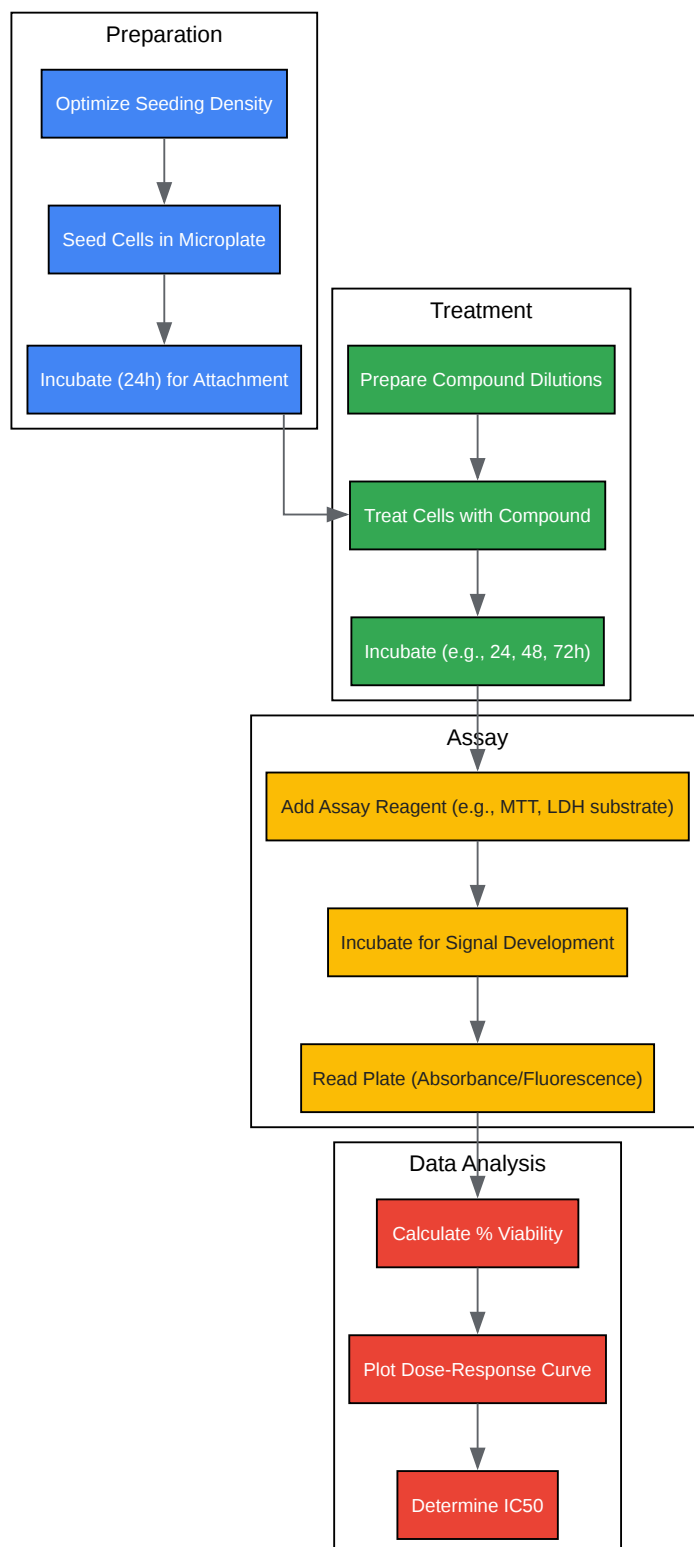 Preparation
Optimize Seeding Density
Seed Cells in Microplate
Incubate (24h) for Attachment
Treatment
Prepare Compound Dilutions
Treat Cells with Compound
Incubate (e.g., 24, 48, 72h)
Assay
Add Assay Reagent (e.g., MTT, LDH substrate)
Incubate for Signal Development
Read Plate (Absorbance/Fluorescence)
Data Analysis
Calculate % Viability
Plot Dose-Response Curve
Determine IC50